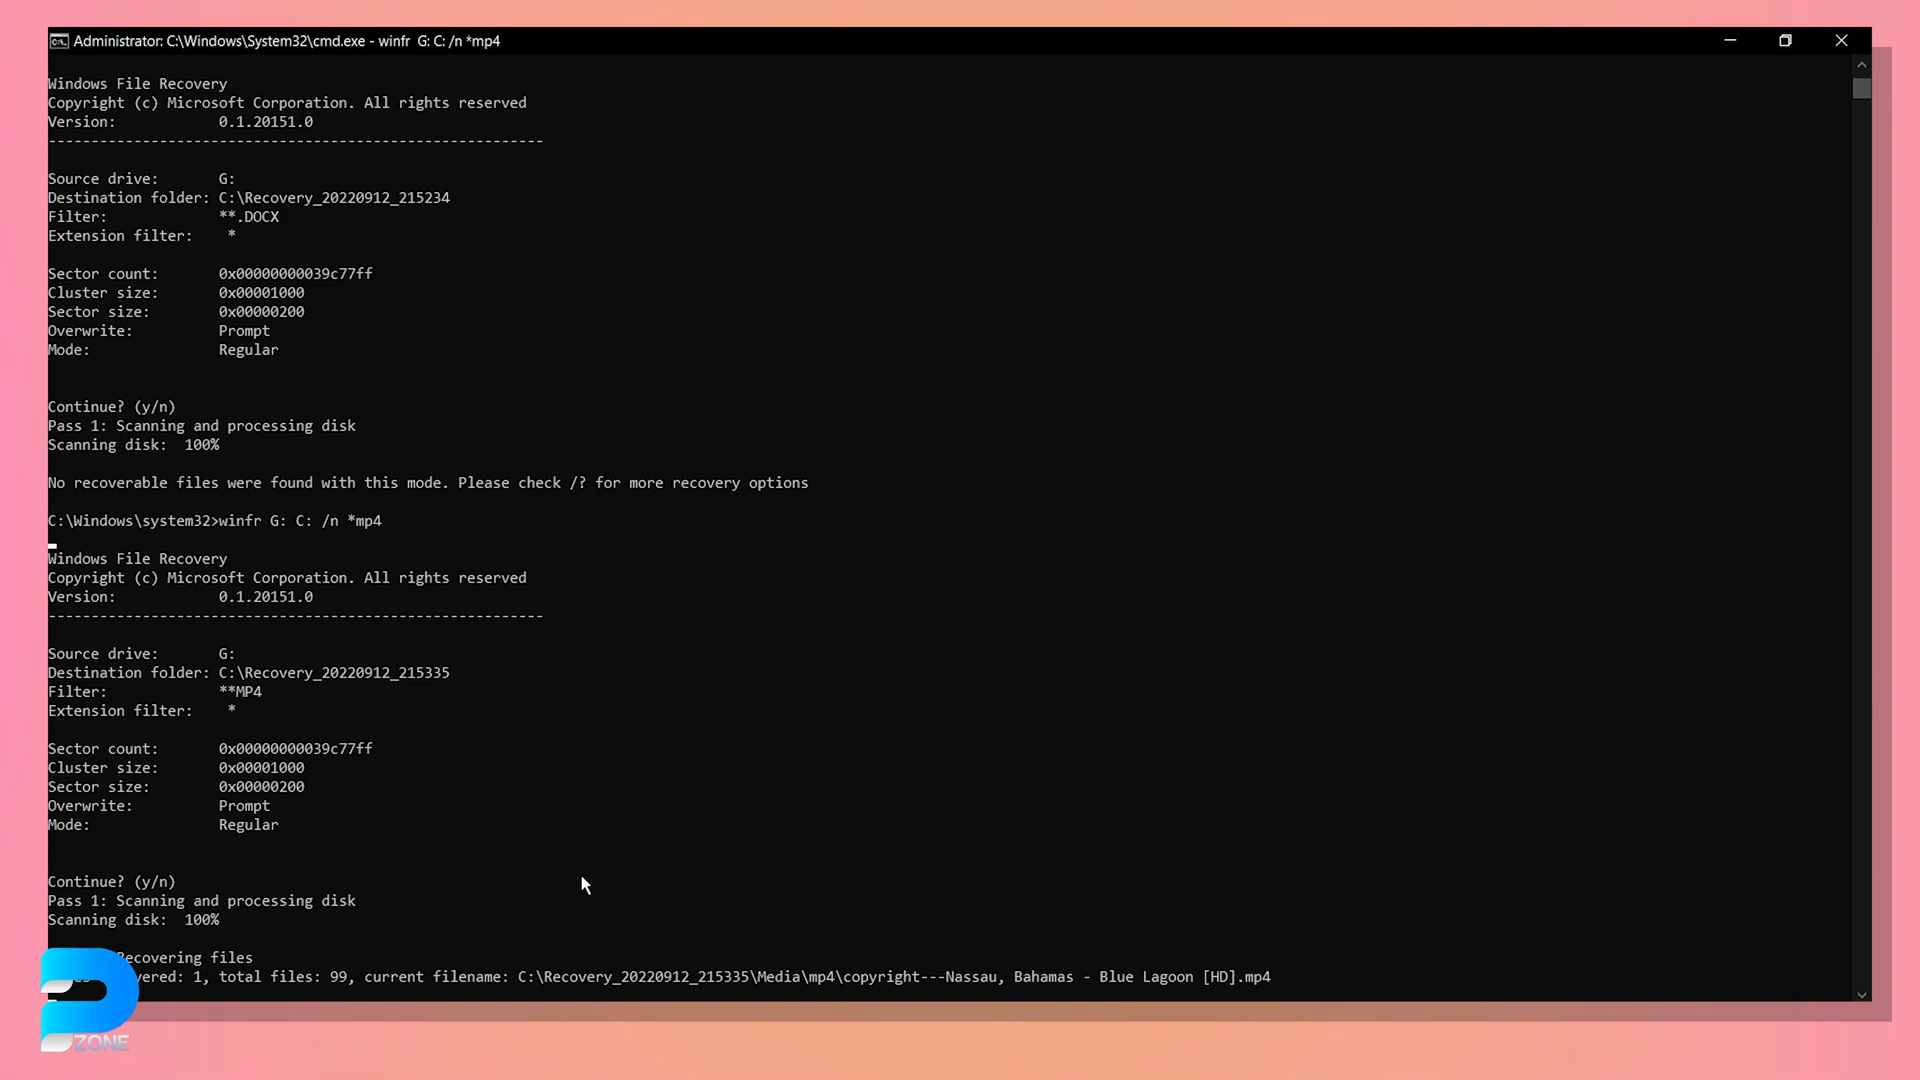 Administrator: C:\Windows\System32\cmd.exe - winfr  G: C: /n *mp4
Windows File Recovery
Copyright (c) Microsoft Corporation. All rights reserved
Version:            0.1.20151.0
----------------------------------------------------------
Source drive:       G:
Destination folder: C:\Recovery_20220912_215234
Filter:             **.DOCX
Extension filter:    *
Sector count:       0x00000000039c77ff
Cluster size:       0x00001000
Sector size:        0x00000200
Overwrite:          Prompt
Mode:               Regular
Continue? (y/n)
Pass 1: Scanning and processing disk
Scanning disk:  100%
No recoverable files were found with this mode. Please check /? for more recovery options
C:\Windows\system32>winfr G: C: /n *mp4
Windows File Recovery
Copyright (c) Microsoft Corporation. All rights reserved
Version:            0.1.20151.0
----------------------------------------------------------
Source drive:       G:
Destination folder: C:\Recovery_20220912_215335
Filter:             **MP4
Extension filter:    *
Sector count:       0x00000000039c77ff
Cluster size:       0x00001000
Sector size:        0x00000200
Overwrite:          Prompt
Mode:               Regular
Continue? (y/n)
Pass 1: Scanning and processing disk
Scanning disk:  100%
Recovering files
vered: 1, total files: 99, current filename: C:\Recovery_20220912_215335\Media\mp4\copyright---Nassau, Bahamas - Blue Lagoon [HD].mp4
ZONE